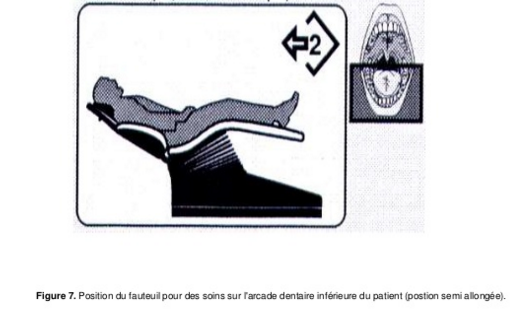 2
Figure 7. Position du fauteuil pour des soins sur l'arcade dentaire inférieure du patient (postion semi allongée).